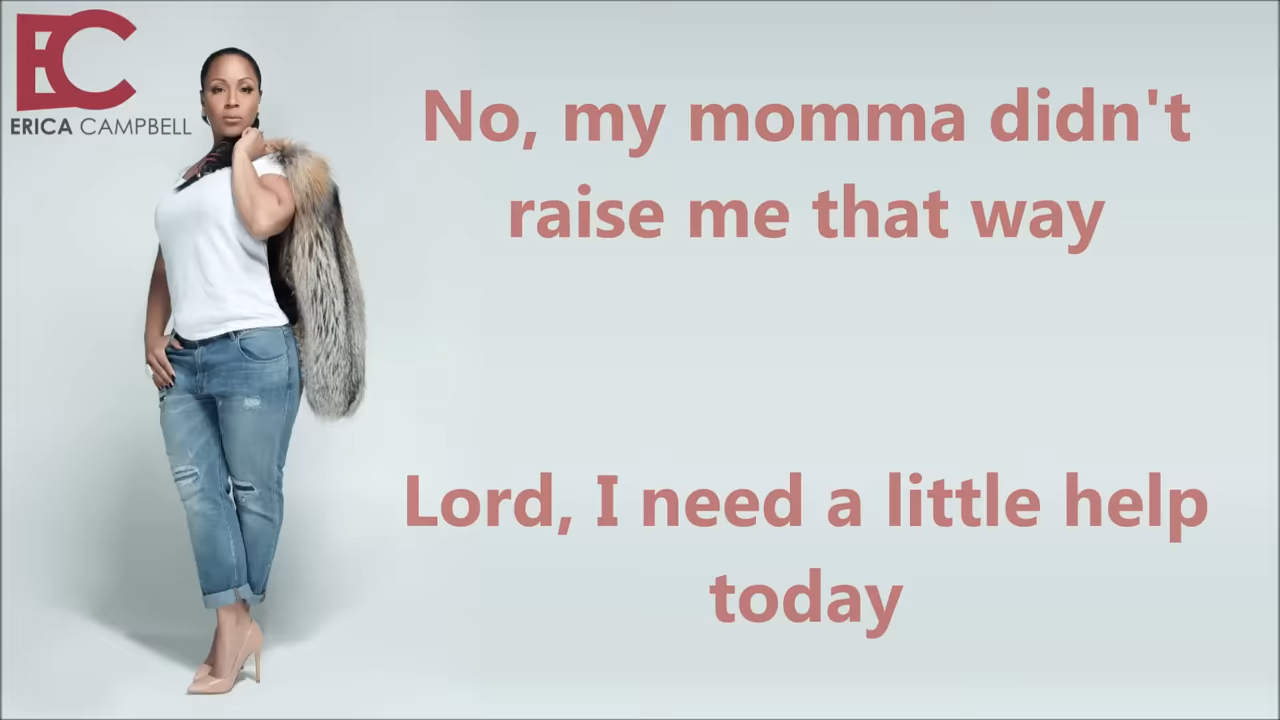 EC
ERICA CAMPBELL
No, my momma didn't
raise me that way
Lord, I need a little help
today